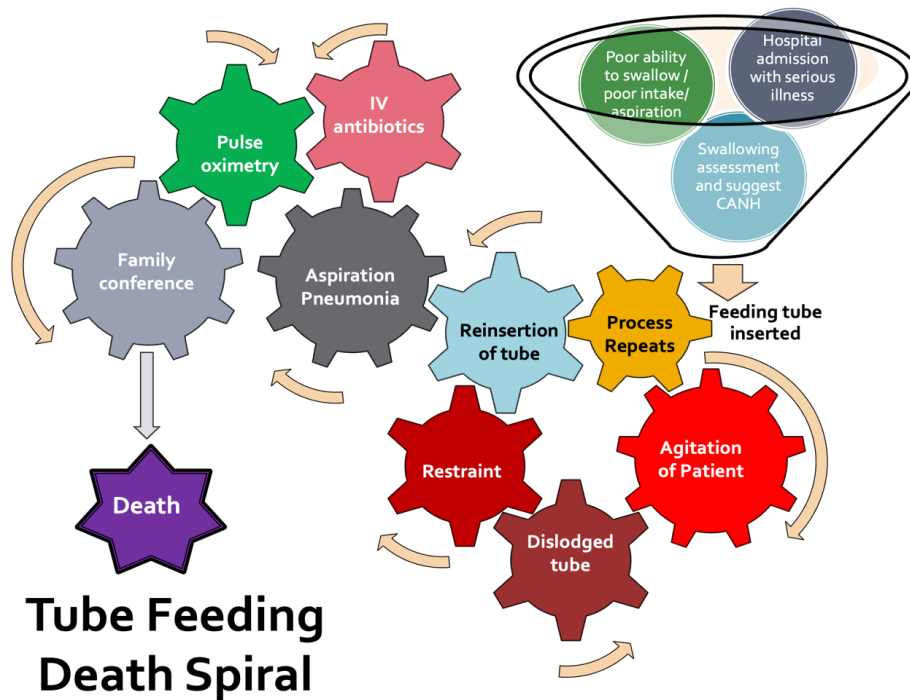 Poor ability
to swallow /
poor intake/
aspiration
Hospital
admission
with serious
illness
Swallowing
assessment
and suggest
CANH
Feeding tube
inserted
Agitation
of Patient
Dislodged
tube
Restraint
Reinsertion
of tube
Process
Repeats
Aspiration
Pneumonia
IV
antibiotics
Pulse
oximetry
Family
conference
Death
Tube Feeding
Death Spiral